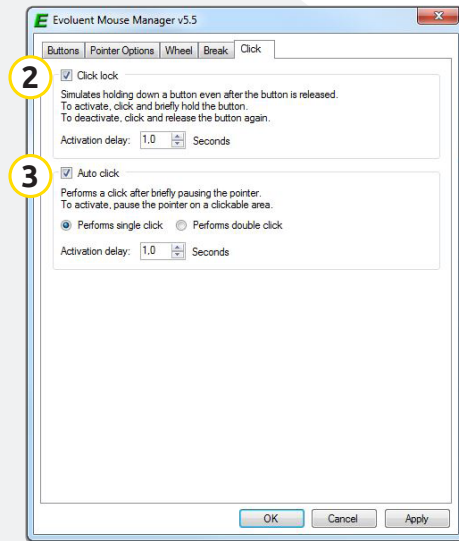 Evoluent Mouse Manager v5.5
Buttons Pointer Options Wheel Break Click
2
Click lock
Simulates holding down a button even after the button is released.
To activate, click and briefly hold the button.
To deactivate, click and release the button again.
Activation delay: 1,0 Seconds
3
Auto click
Performs a click after briefly pausing the pointer.
To activate, pause the pointer on a clickable area.
Performs single click Performs double click
Activation delay: 1,0 Seconds
OK Cancel Apply